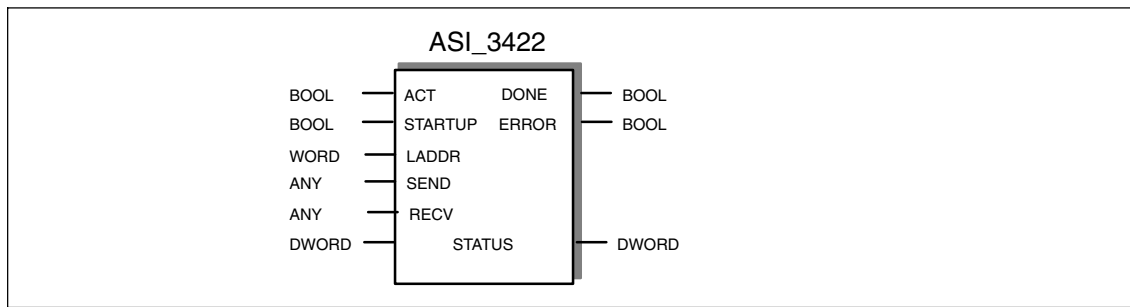 ASI_3422
BOOL ACT DONE BOOL
BOOL STARTUP ERROR BOOL
WORD LADDR
ANY SEND
ANY RECV
DWORD STATUS DWORD